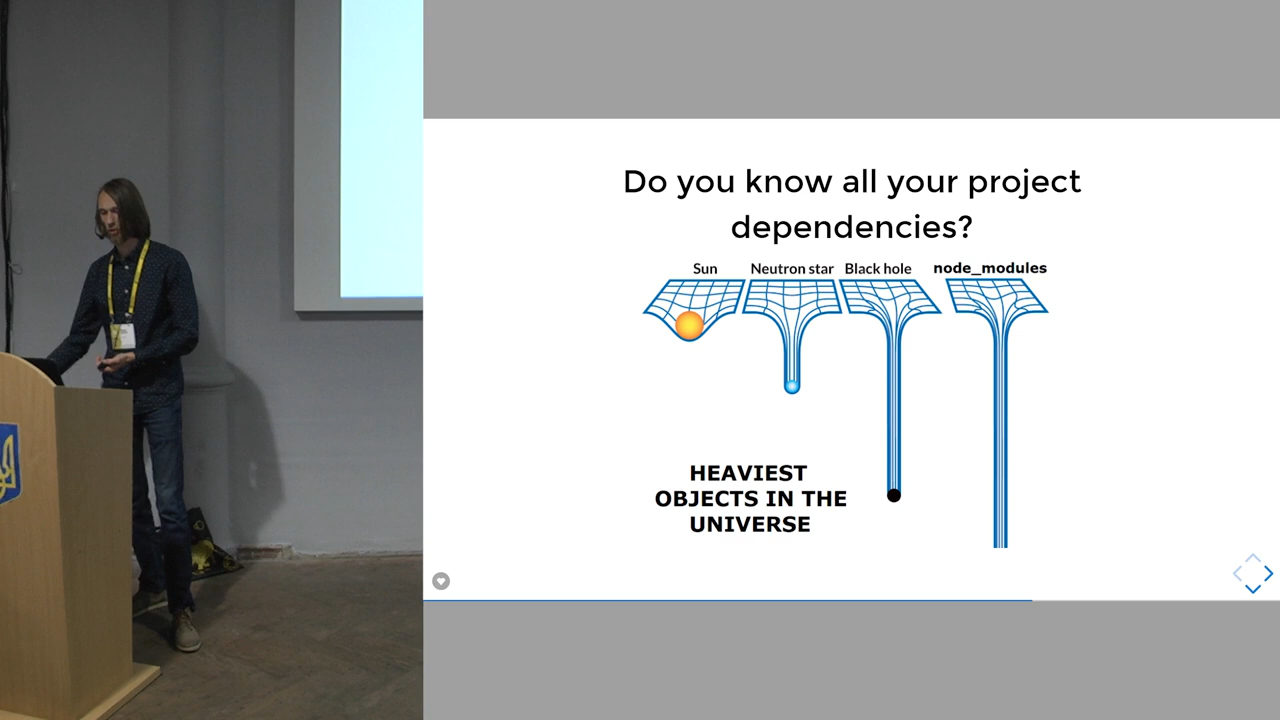 Do you know all your project
dependencies?
Sun Neutron star Black hole node_modules
HEAVIEST
OBJECTS IN THE
UNIVERSE